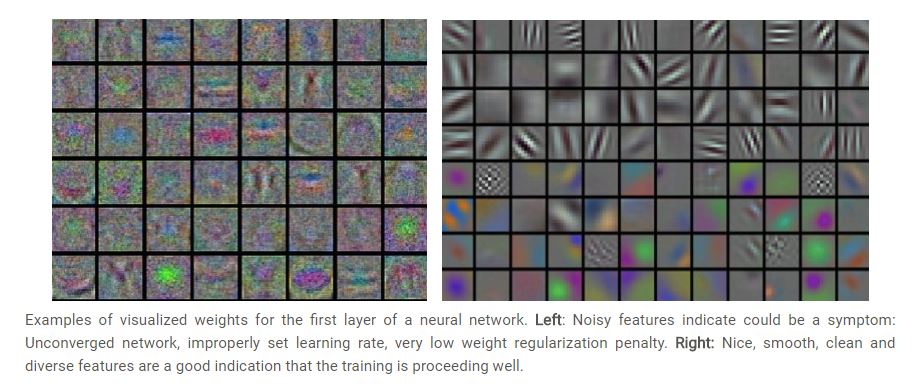 Examples of visualized weights for the first layer of a neural network. Left: Noisy features indicate could be a symptom:
Unconverged network, improperly set learning rate, very low weight regularization penalty. Right: Nice, smooth, clean and
diverse features are a good indication that the training is proceeding well.